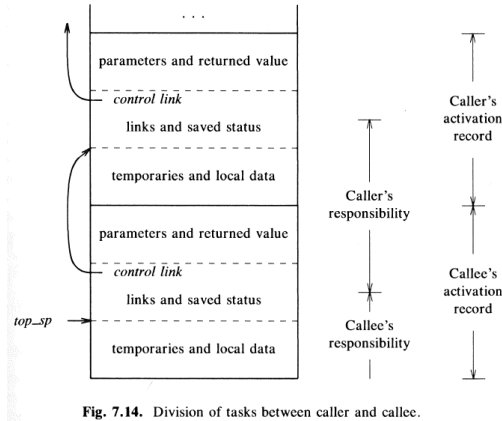 . . .
parameters and returned value
control link
links and saved status
temporaries and local data
parameters and returned value
control link
links and saved status
top_sp
temporaries and local data
Caller's
responsibility
Callee's
responsibility
Caller's
activation
record
Callee's
activation
record
Fig. 7.14. Division of tasks between caller and callee.